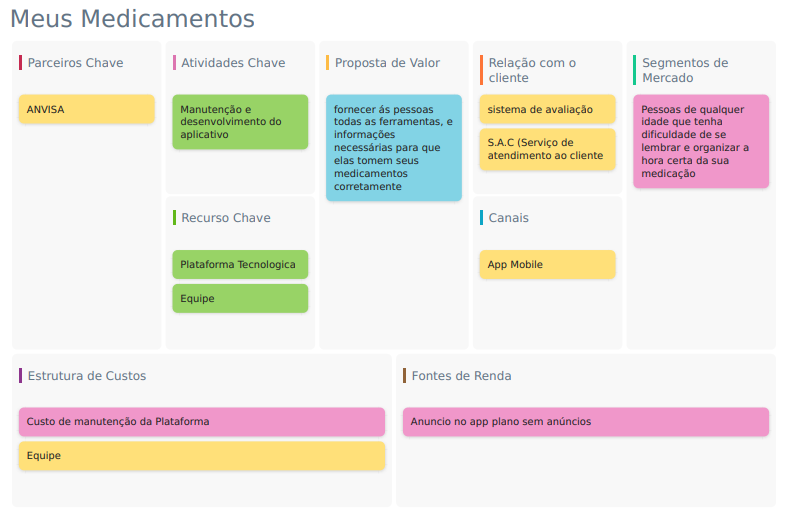 Meus Medicamentos
Parceiros Chave
ANVISA
Atividades Chave
Manutenção e
desenvolvimento do
aplicativo
Recurso Chave
Plataforma Tecnologica
Equipe
Proposta de Valor
fornecer ás pessoas
todas as ferramentas, e
informações
necessárias para que
elas tomem seus
medicamentos
corretamente
Relação com o
cliente
sistema de avaliação
S.A.C (Serviço de
atendimento ao cliente
Canais
App Mobile
Segmentos de
Mercado
Pessoas de qualquer
idade que tenha
dificuldade de se
lembrar e organizar a
hora certa da sua
medicação
Estrutura de Custos
Custo de manutenção da Plataforma
Equipe
Fontes de Renda
Anuncio no app plano sem anúncios